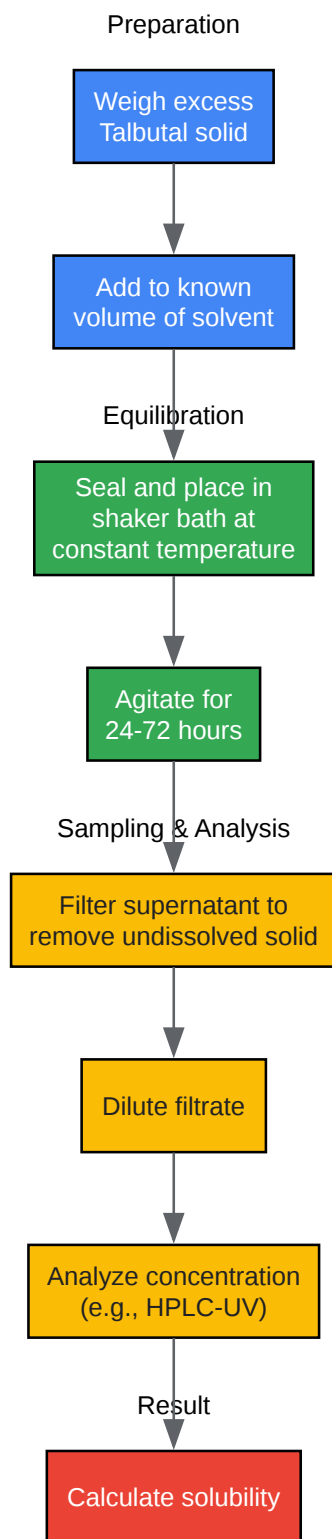 Preparation
Weigh excess
Talbutal solid
Add to known
volume of solvent
Equilibration
Seal and place in
shaker bath at
constant temperature
Agitate for
24-72 hours
Sampling & Analysis
Filter supernatant to
remove undissolved solid
Dilute filtrate
Analyze concentration
(e.g., HPLC-UV)
Result
Calculate solubility